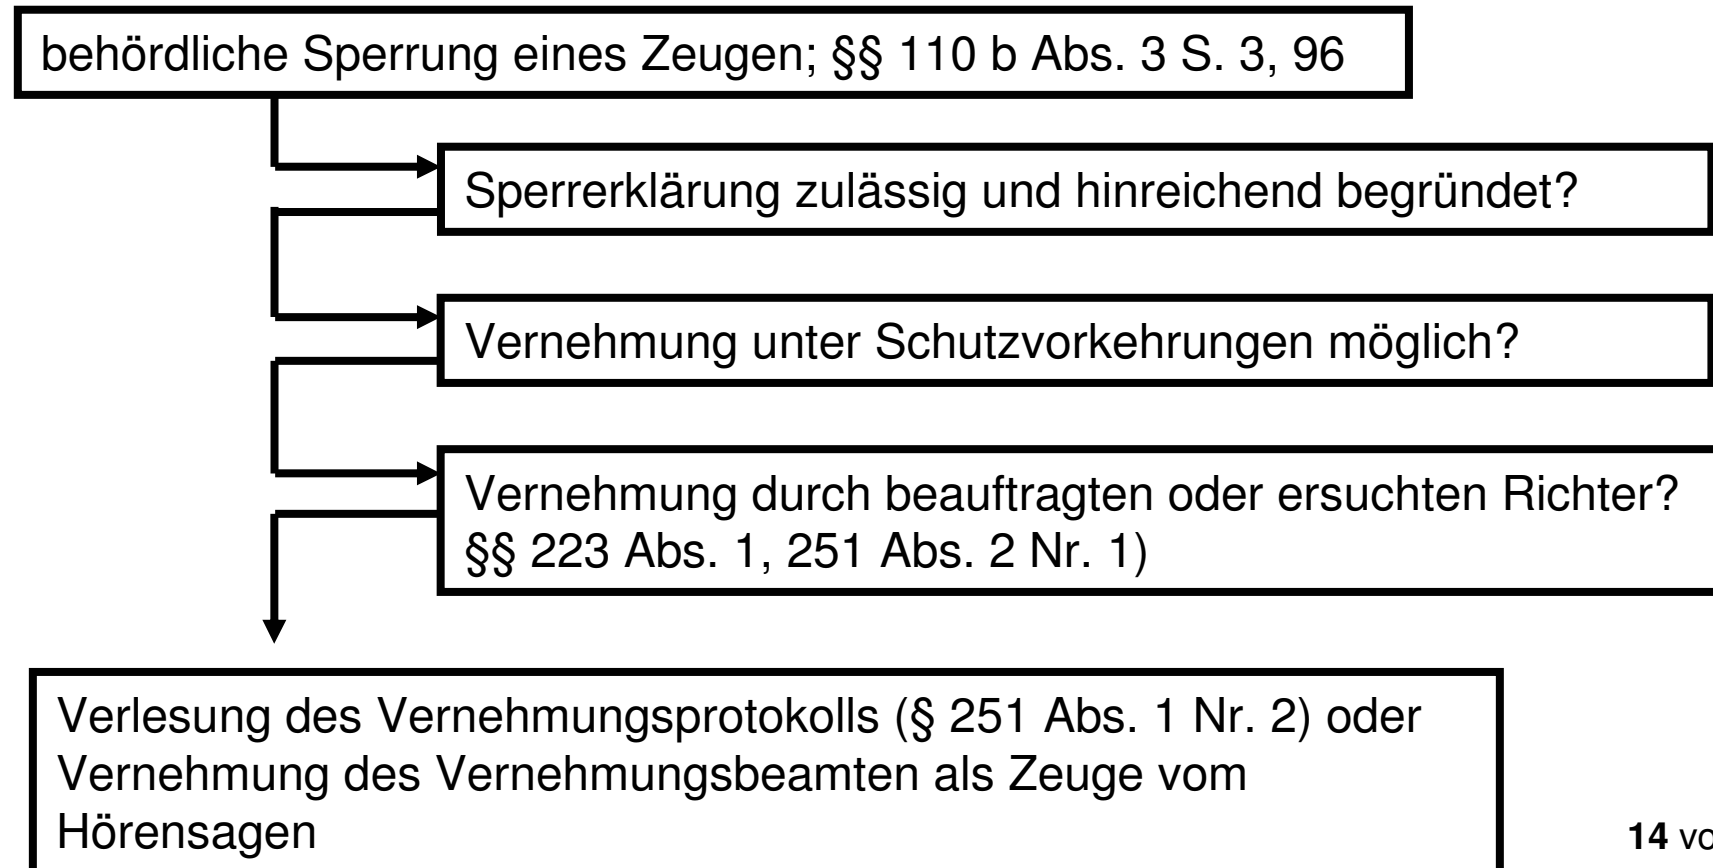 behördliche Sperrung eines Zeugen; §§ 110 b Abs. 3 S. 3, 96
Sperrerklärung zulässig und hinreichend begründet?
Vernehmung unter Schutzvorkehrungen möglich?
Vernehmung durch beauftragten oder ersuchten Richter?
§§ 223 Abs. 1, 251 Abs. 2 Nr. 1)
Verlesung des Vernehmungsprotokolls (§ 251 Abs. 1 Nr. 2) oder
Vernehmung des Vernehmungsbeamten als Zeuge vom
Hörensagen
14